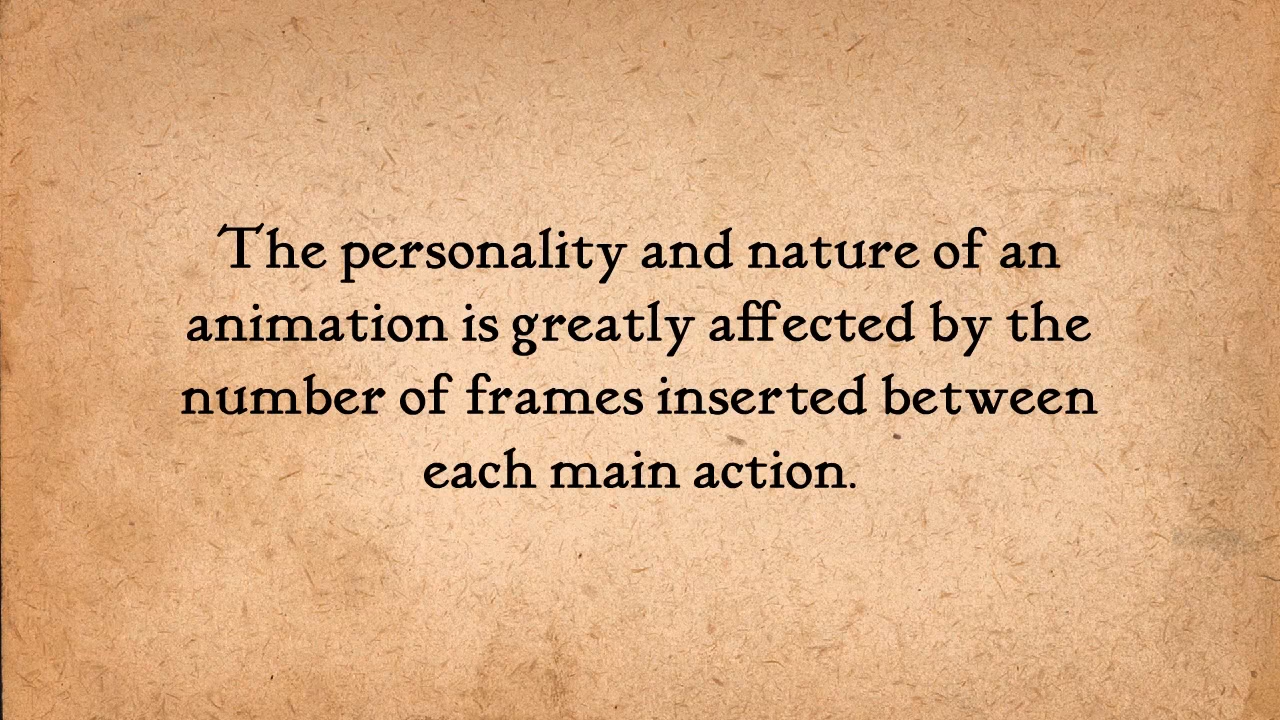 The personality and nature of an
animation is greatly affected by the
number of frames inserted between
each main action.